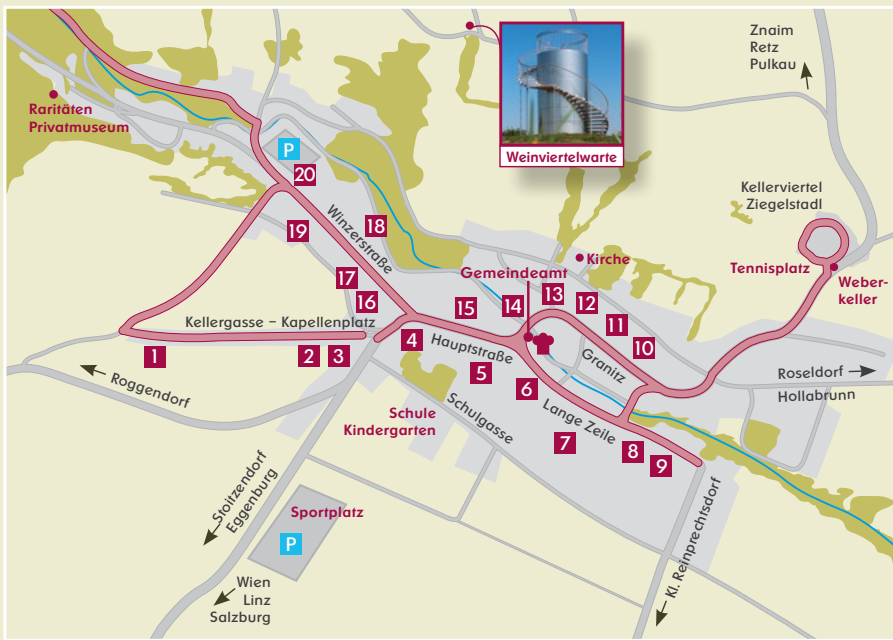 Znaim
Retz
Pulkau
Raritäten
Privatmuseum
Weinviertelwarte
P
20
Kellerviertel
Ziegelstadl
19
Winzerstraße
18
Kirche
Gemeindeamt
Tennisplatz
Weber-
keller
17
16
15
14
13
12
11
10
Kellergasse – Kapellenplatz
1
2
3
4
Hauptstraße
5
6
Granitz
Roseldorf
Hollabrunn
Roggendorf
Schule
Kindergarten
Schulgasse
Lange Zeile
7
8
9
Stoitzendorf
Eggenburg
Sportplatz
P
Kl. Reinprechtsdorf
Wien
Linz
Salzburg